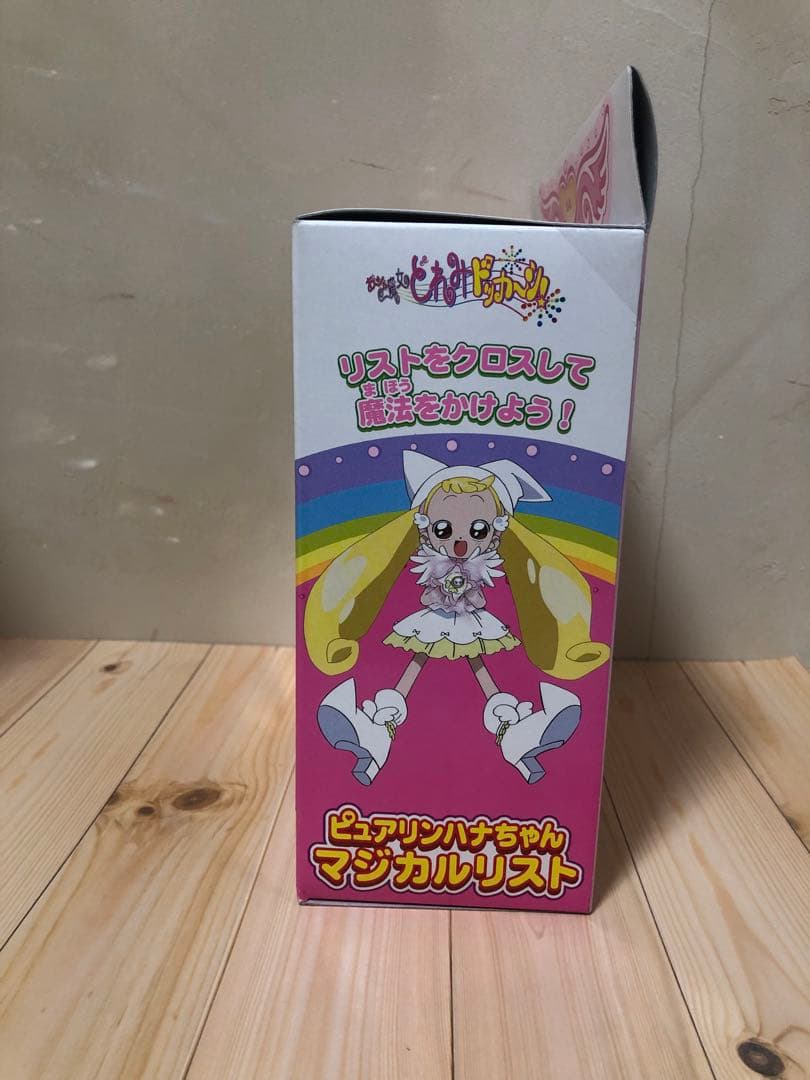 おジャ魔女どれみドッカ〜ン!
リストをクロスして
まほう
魔法をかけよう!
ピュアリンハナちゃん
マジカルリスト